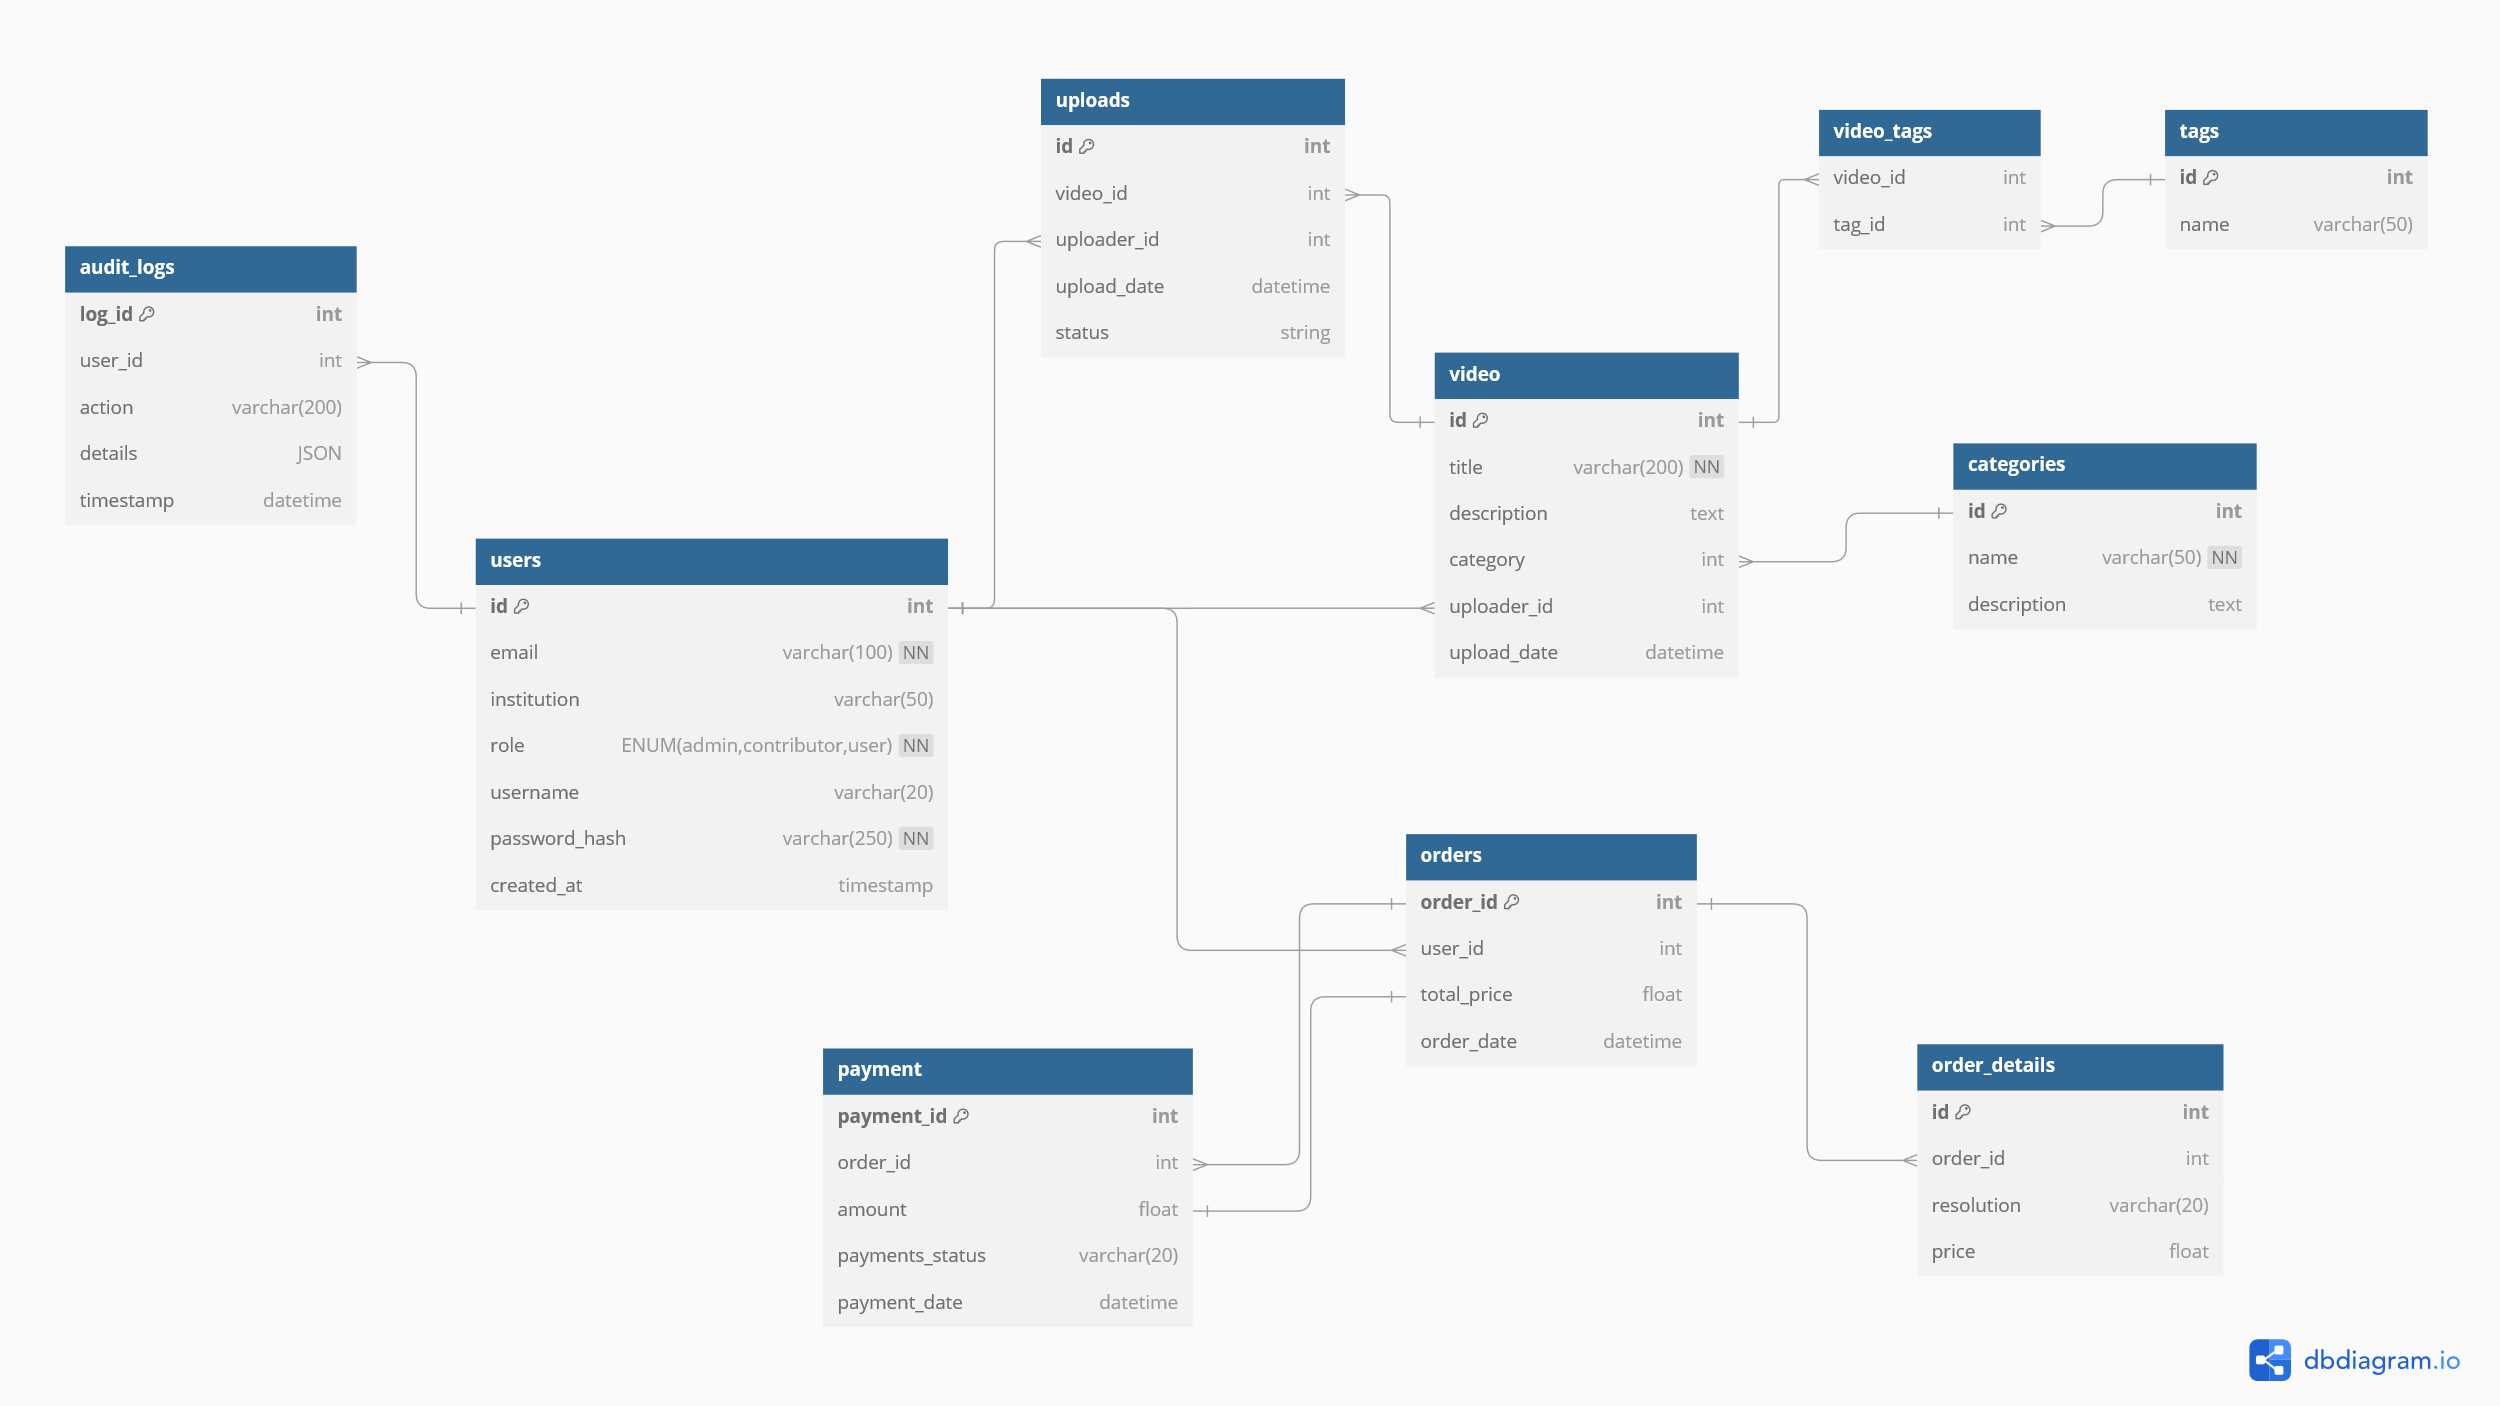 uploads
id int
video_id int
uploader_id int
upload_date datetime
status string
video_tags
video_id int
tag_id int
tags
id int
name varchar(50)
audit_logs
log_id int
user_id int
action varchar(200)
details JSON
timestamp datetime
video
id int
title varchar(200) NN
description text
category int
uploader_id int
upload_date datetime
categories
id int
name varchar(50) NN
description text
users
id int
email varchar(100) NN
institution varchar(50)
role ENUM(admin,contributor,user) NN
username varchar(20)
password_hash varchar(250) NN
created_at timestamp
orders
order_id int
user_id int
total_price float
order_date datetime
payment
payment_id int
order_id int
amount float
payments_status varchar(20)
payment_date datetime
order_details
id int
order_id int
resolution varchar(20)
price float
dbdiagram.io